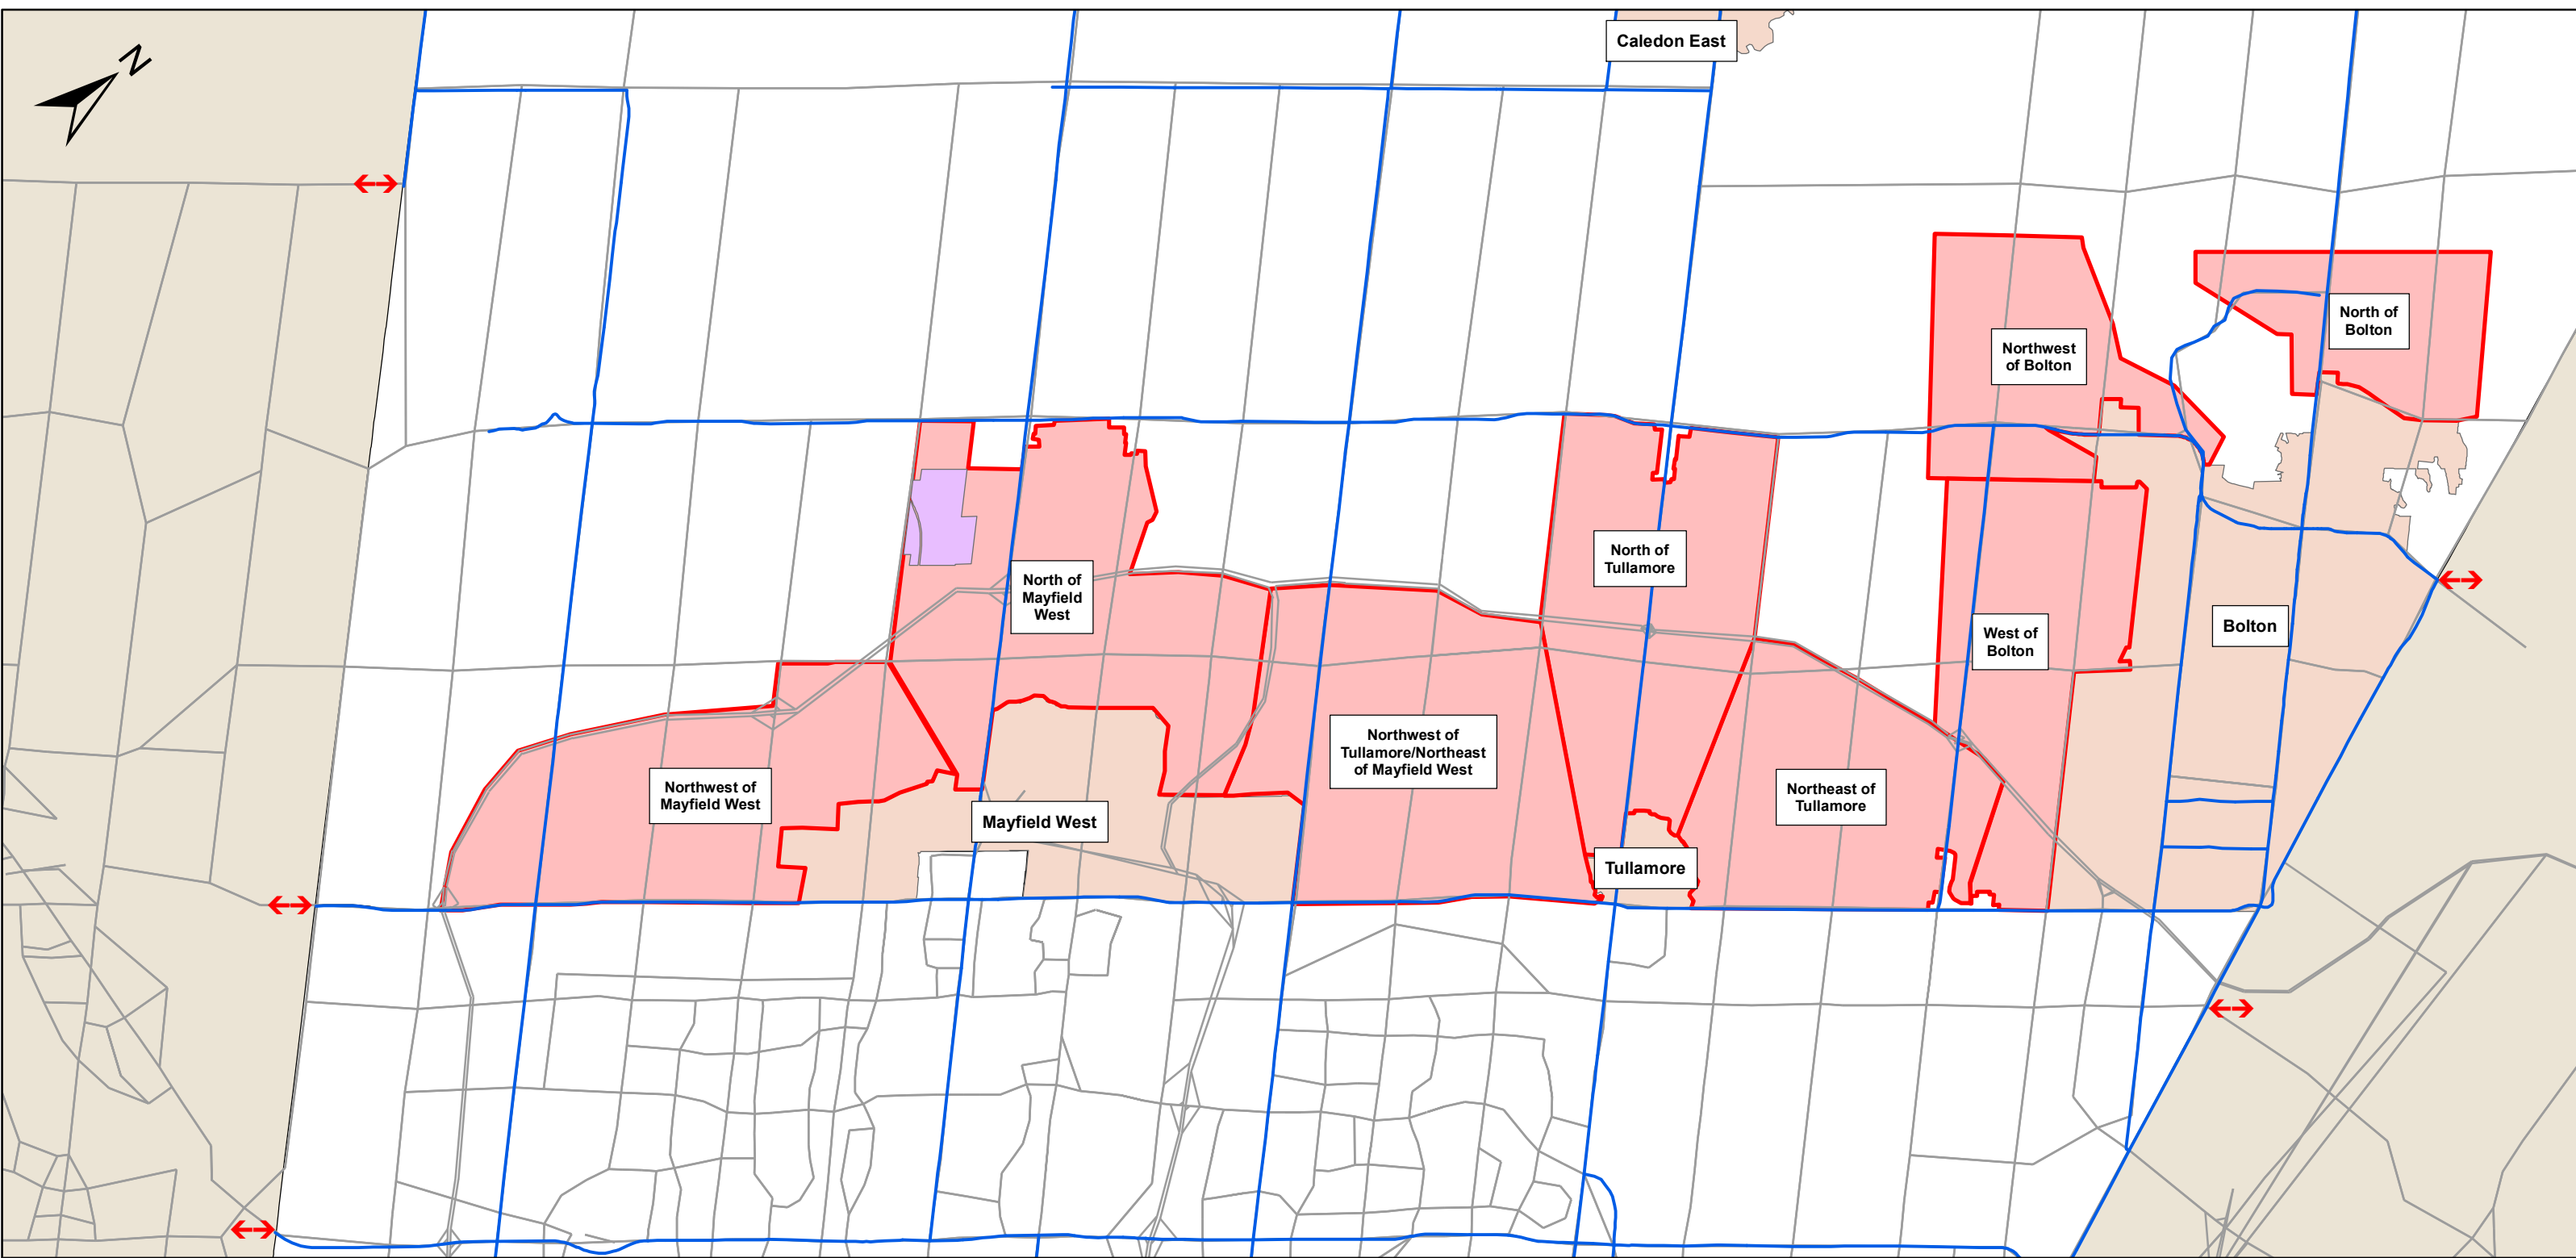 N
Caledon East
North of
Bolton
Northwest
of Bolton
North of
Tullamore
North of
Mayfield
West
West of
Bolton
Bolton
Northwest of
Tullamore/Northeast
of Mayfield West
Northwest of
Mayfield West
Northeast of
Tullamore
Mayfield West
Tullamore